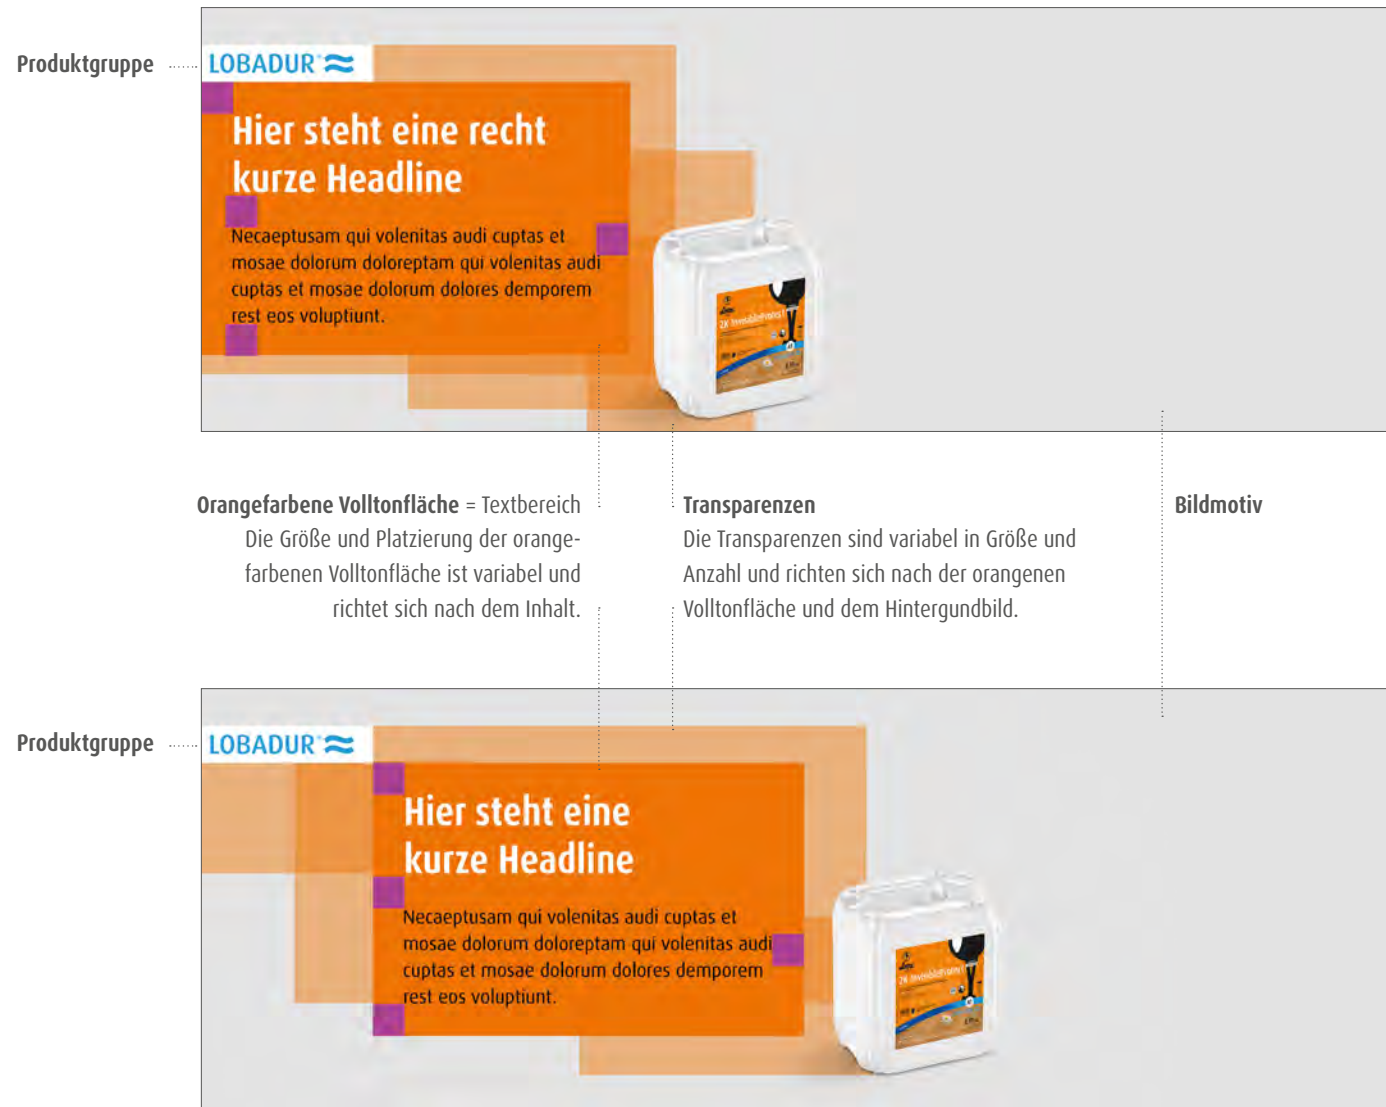 Produktgruppe
LOBADUR®
Hier steht eine recht
kurze Headline
Necaeptusam qui volenitas audi cuptas et
mosae dolorum doloreptam qui volenitas audi
cuptas et mosae dolorum dolores demporem
rest eos voluptiunt.
2K InvisibleProtect
Orangefarbene Volltonfläche = Textbereich
Die Größe und Platzierung der orange-
farbenen Volltonfläche ist variabel und
richtet sich nach dem Inhalt.
Transparenzen
Die Transparenzen sind variabel in Größe und
Anzahl und richten sich nach der orangenen
Volltonfläche und dem Hintergundbild.
Bildmotiv
Produktgruppe
LOBADUR®
Hier steht eine
kurze Headline
Necaeptusam qui volenitas audi cuptas et
mosae dolorum doloreptam qui volenitas audi
cuptas et mosae dolorum dolores demporem
rest eos voluptiunt.
2K InvisibleProtect